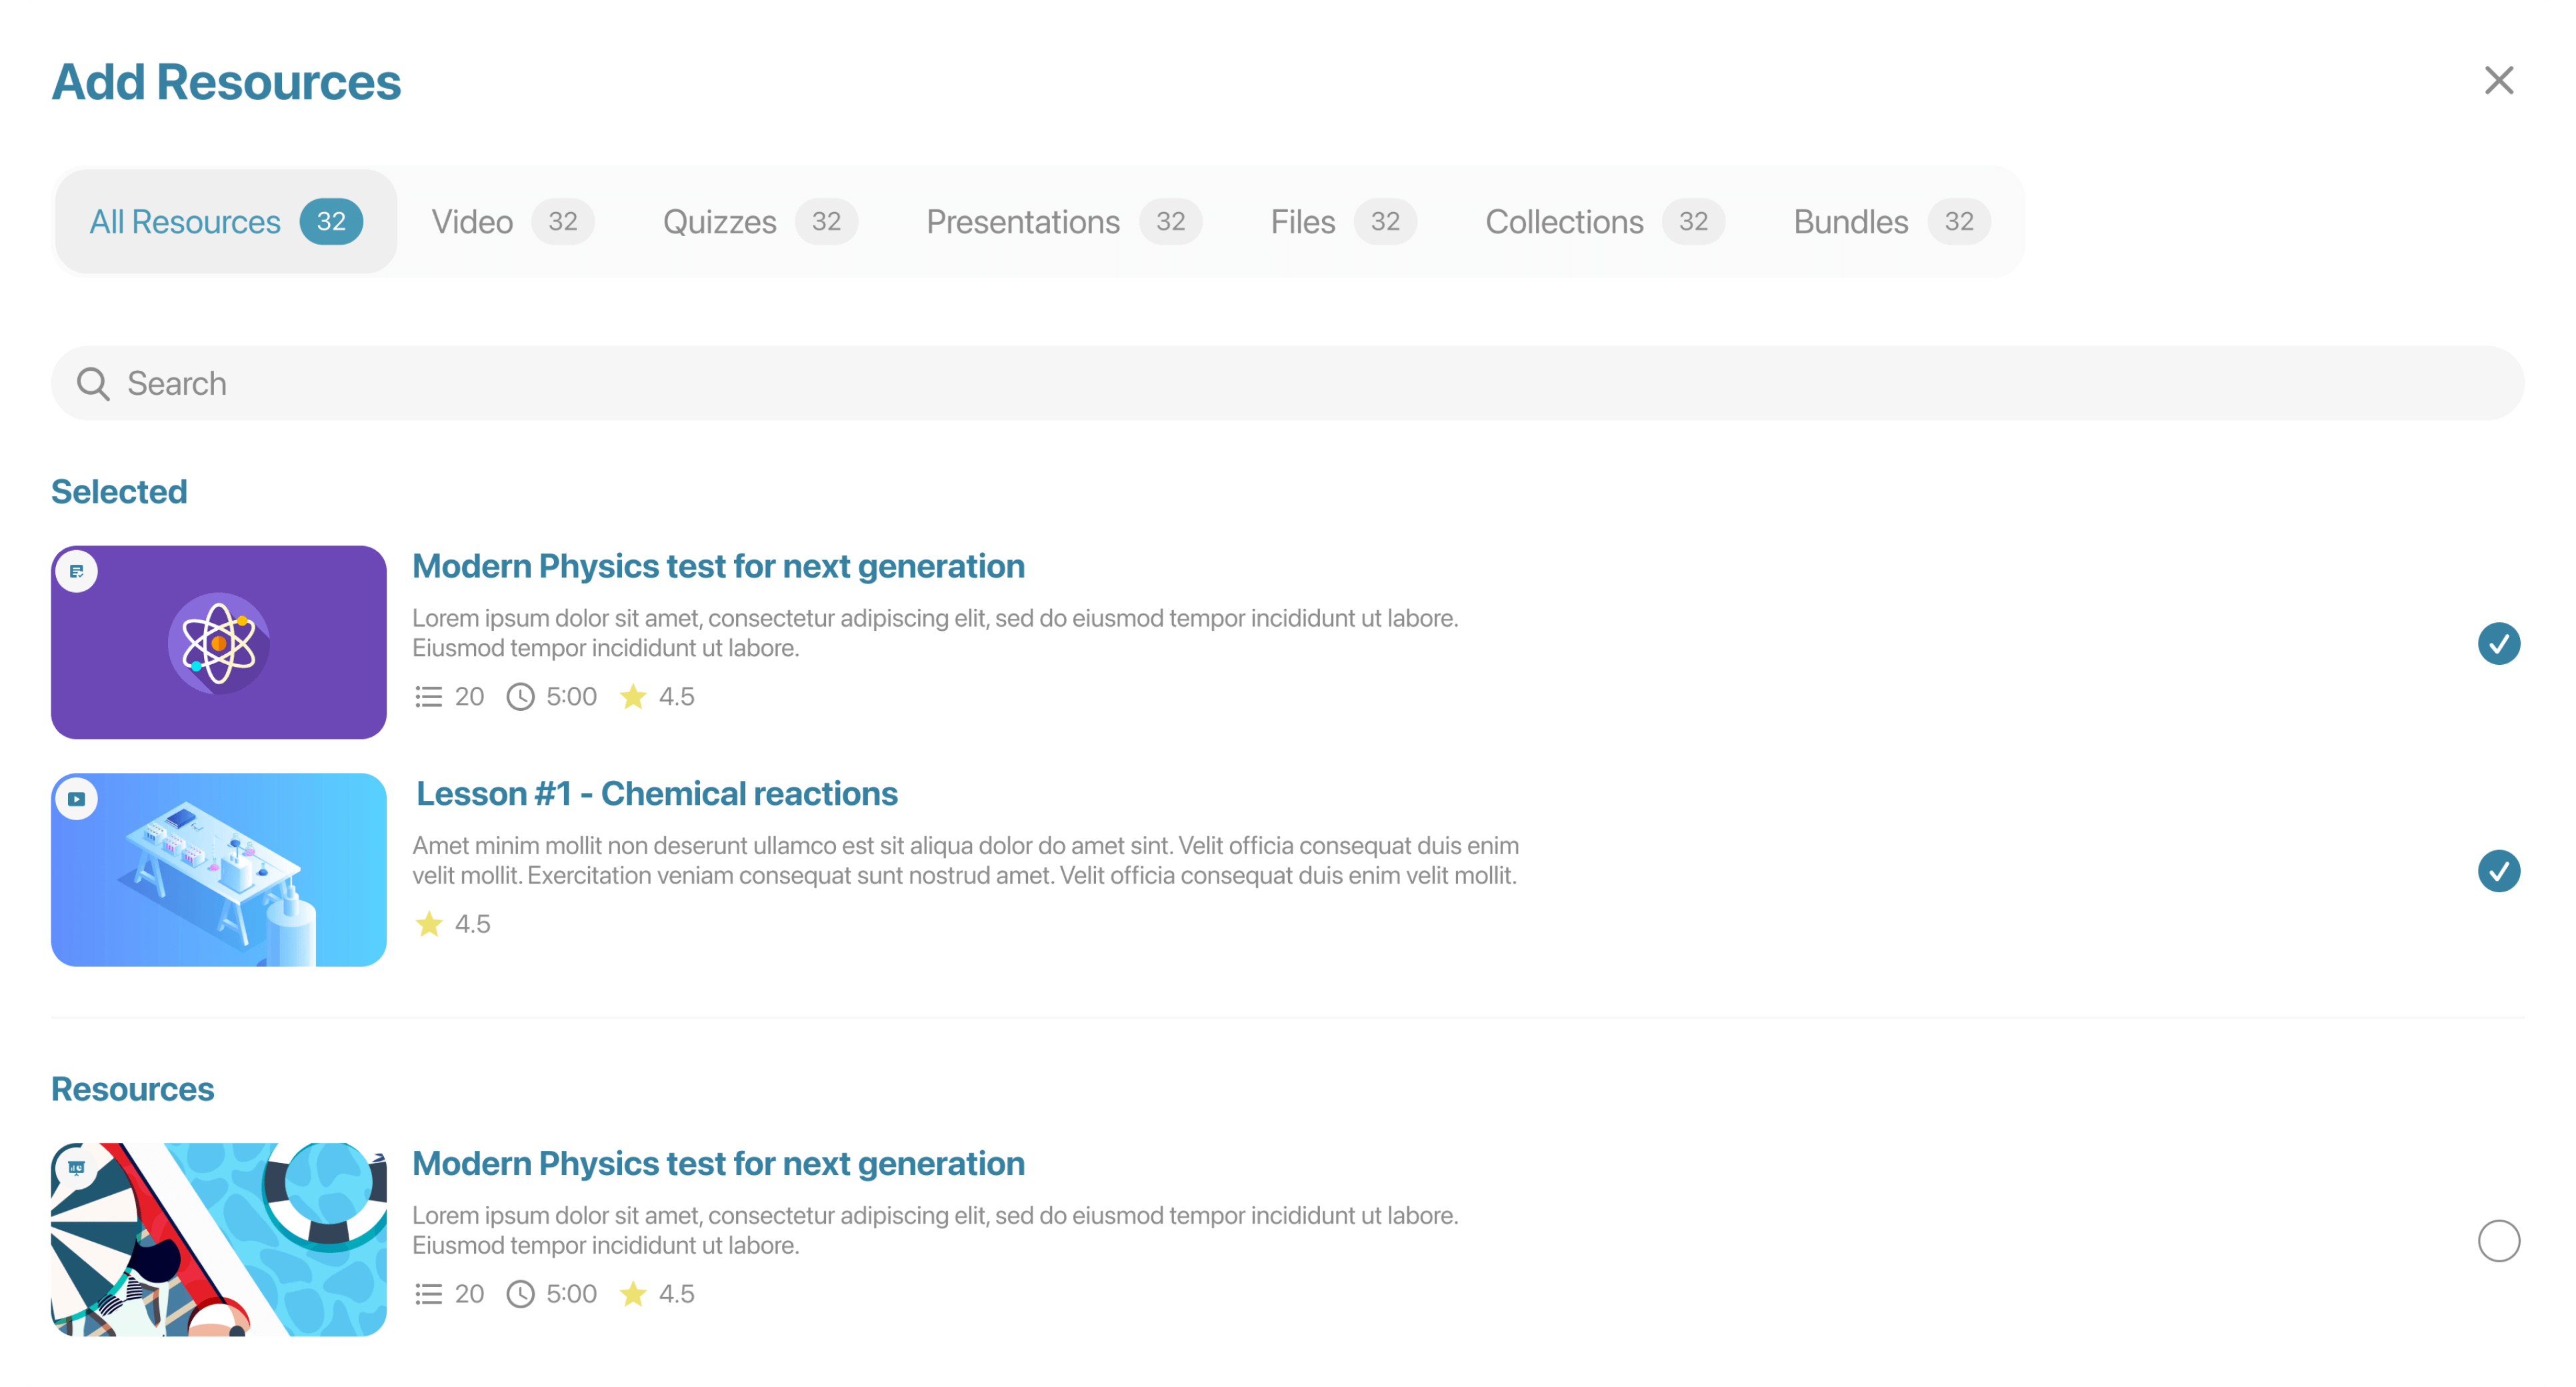 Add Resources
All Resources 32 Video 32 Quizzes 32 Presentations 32 Files 32 Collections 32 Bundles 32
Search
Selected
Modern Physics test for next generation
Lorem ipsum dolor sit amet, consectetur adipiscing elit, sed do eiusmod tempor incididunt ut labore.
Eiusmod tempor incididunt ut labore.
20 5:00 4.5
Lesson #1 - Chemical reactions
Amet minim mollit non deserunt ullamco est sit aliqua dolor do amet sint. Velit officia consequat duis enim
velit mollit. Exercitation veniam consequat sunt nostrud amet. Velit officia consequat duis enim velit mollit.
4.5
Resources
Modern Physics test for next generation
Lorem ipsum dolor sit amet, consectetur adipiscing elit, sed do eiusmod tempor incididunt ut labore.
Eiusmod tempor incididunt ut labore.
20 5:00 4.5